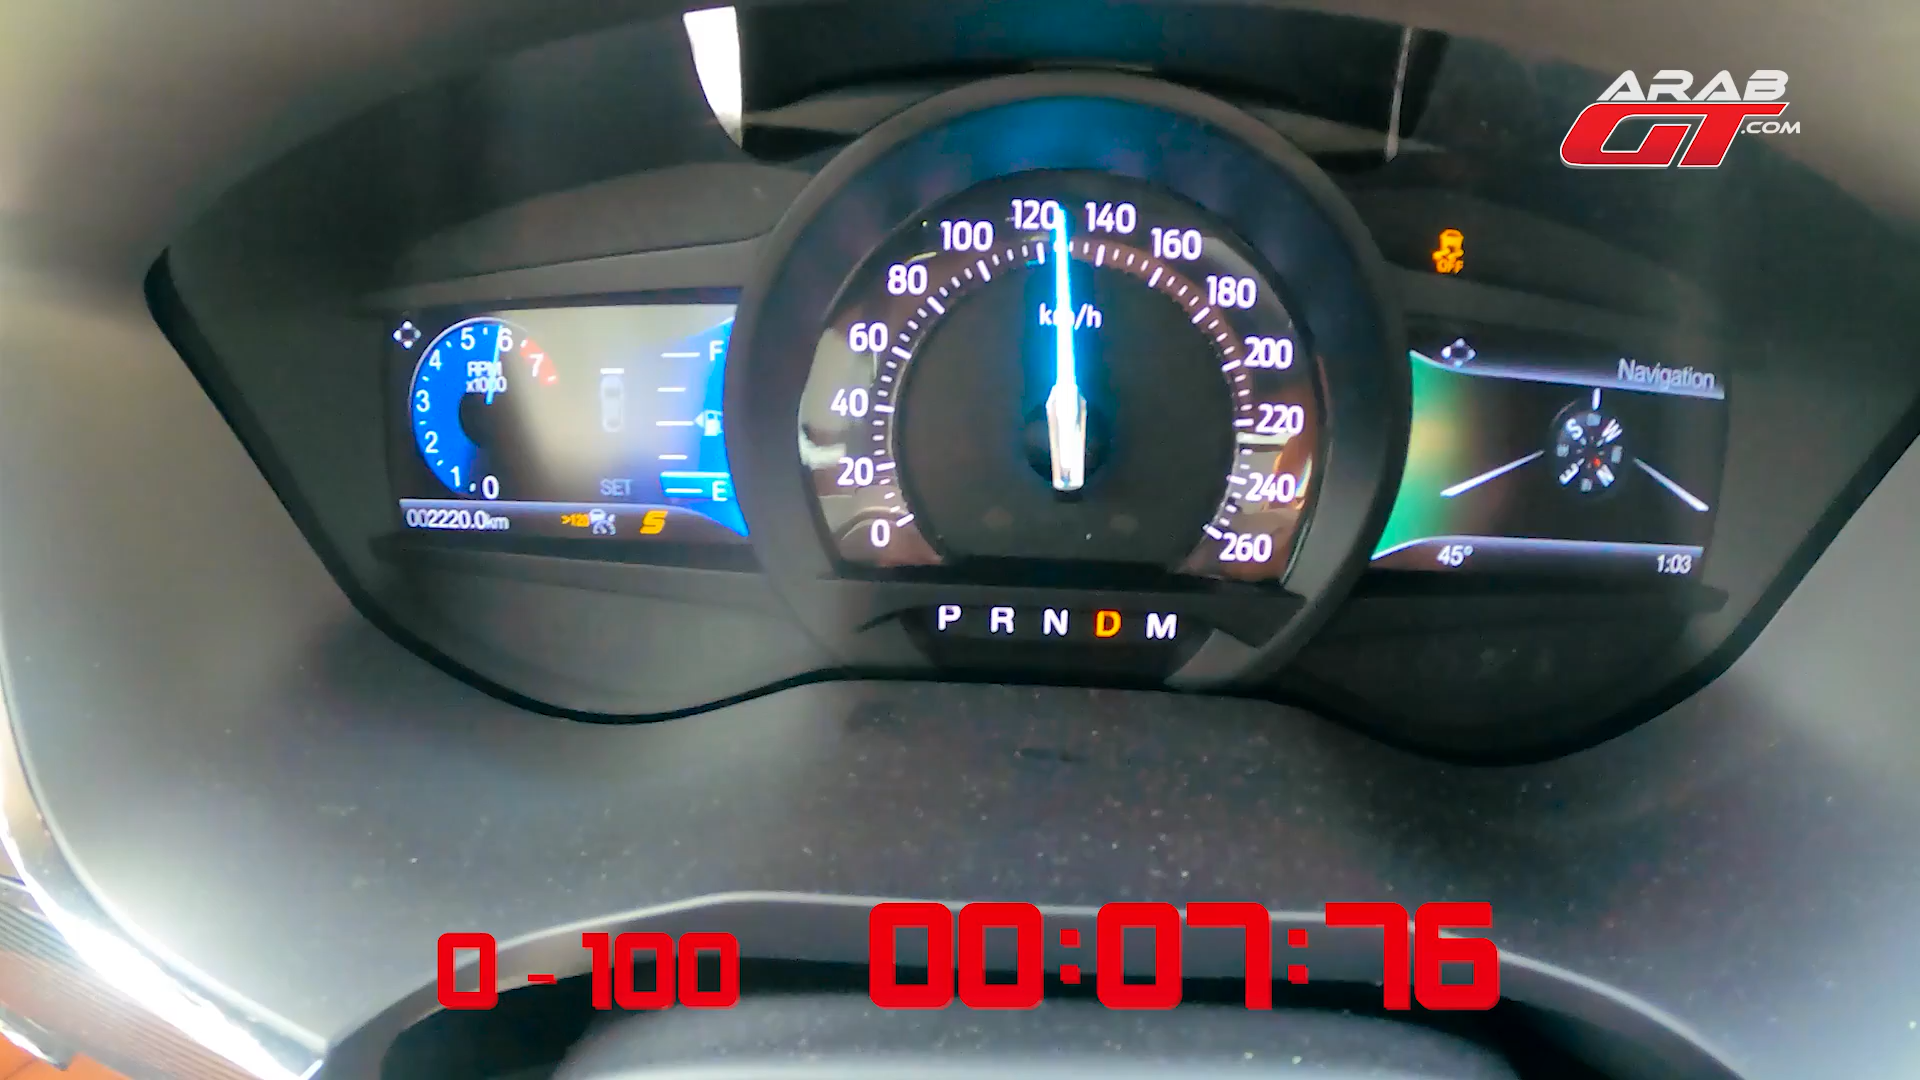 ARAB
GT.COM
0 20 40 60 80 100 120 140 160 180 200 220 240 260
km/h
0 1 2 3 4 5 6 7
RPM
x1000
F
E
SET
002220.0km
>120
S
OFF
Navigation
S W N E
45°
1:03
P R N D M
0 - 100
00:07:76